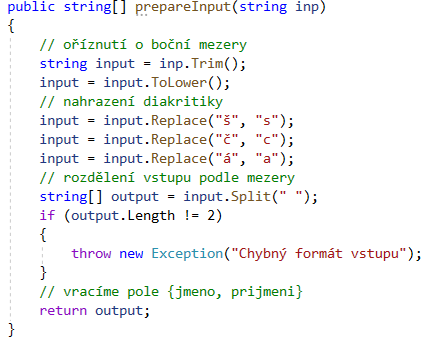 public string[] prepareInput(string inp)
{
// oříznutí o boční mezery
string input = inp.Trim();
input = input.ToLower();
// nahrazení diakritiky
input = input.Replace("š", "s");
input = input.Replace("č", "c");
input = input.Replace("á", "a");
// rozdělení vstupu podle mezery
string[] output = input.Split(" ");
if (output.Length != 2)
{
throw new Exception("Chybný formát vstupu");
}
// vracíme pole {jmeno, prijmeni}
return output;
}